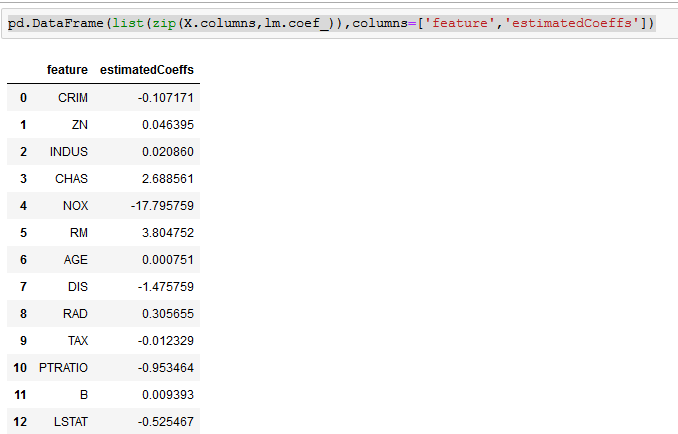 pd.DataFrame(list(zip(X.columns,lm.coef_)),columns=['feature','estimatedCoeffs'])
feature estimatedCoeffs
0 CRIM -0.107171
1 ZN 0.046395
2 INDUS 0.020860
3 CHAS 2.688561
4 NOX -17.795759
5 RM 3.804752
6 AGE 0.000751
7 DIS -1.475759
8 RAD 0.305655
9 TAX -0.012329
10 PTRATIO -0.953464
11 B 0.009393
12 LSTAT -0.525467